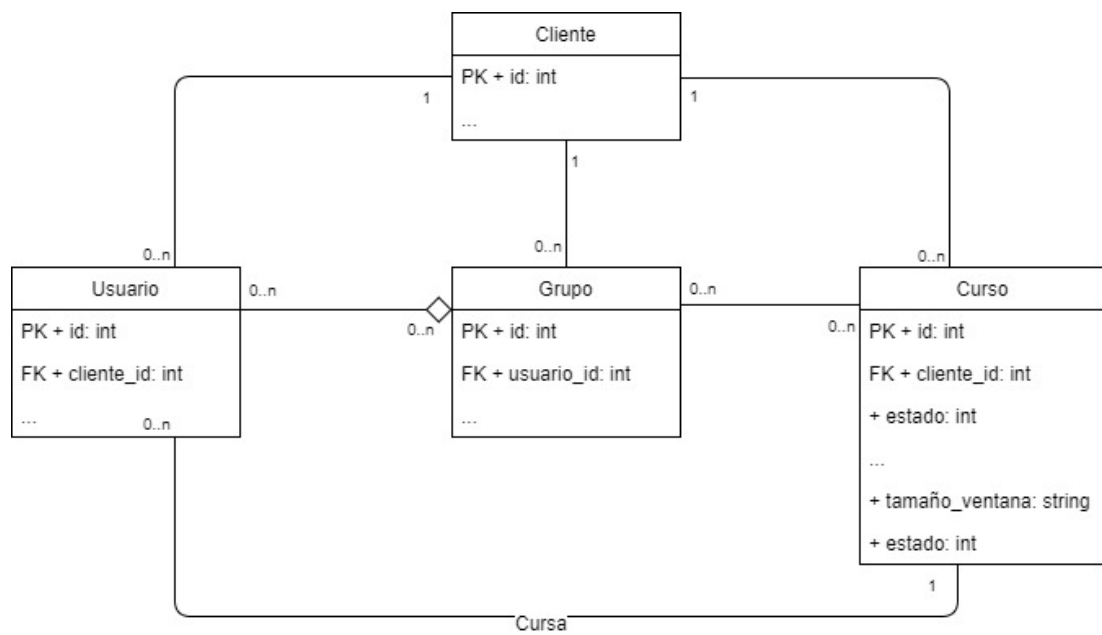 Cliente
PK + id: int
...
1
1
1
0..n
0..n
0..n
Usuario
PK + id: int
FK + cliente_id: int
...
0..n
0..n
0..n
Grupo
PK + id: int
FK + usuario_id: int
...
0..n
0..n
Curso
PK + id: int
FK + cliente_id: int
+ estado: int
...
+ tamaño_ventana: string
+ estado: int
1
Cursa